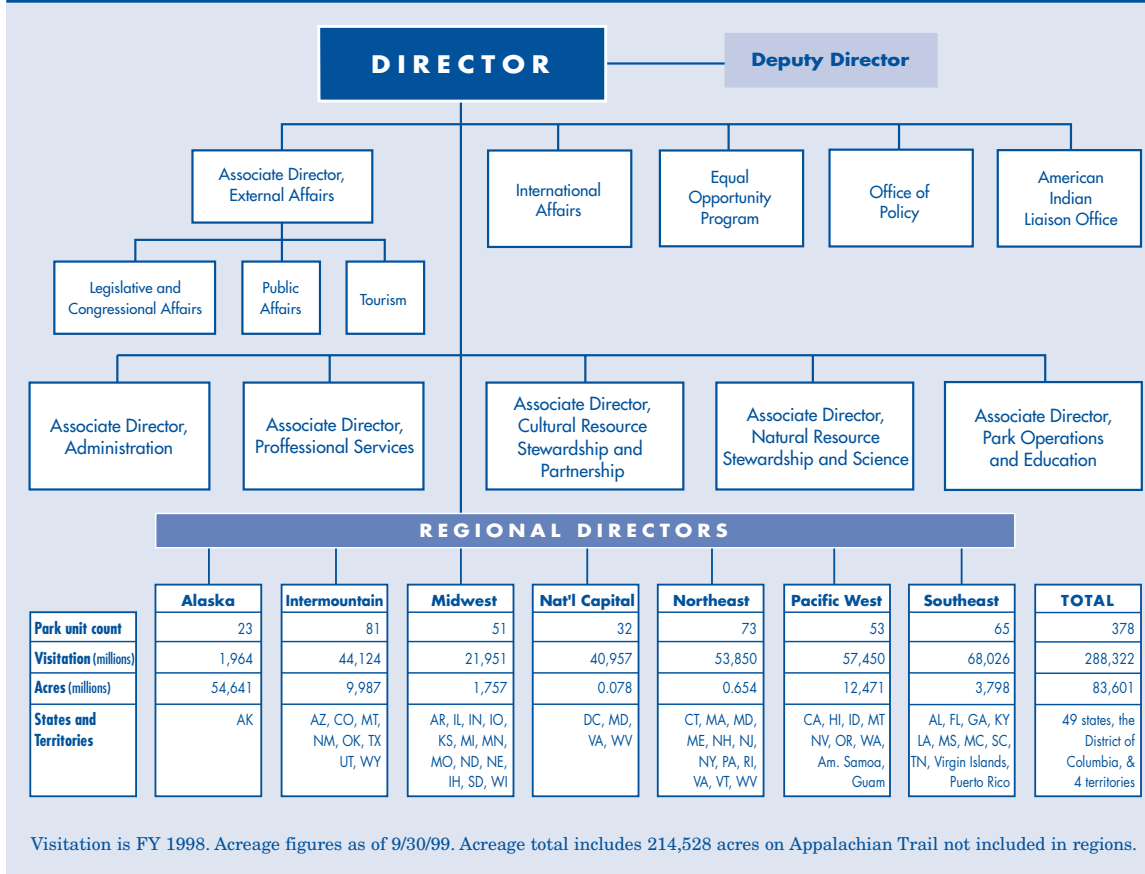 DIRECTOR
Deputy Director
Associate Director,
External Affairs
International
Affairs
Equal
Opportunity
Program
Office of
Policy
American
Indian
Liaison Office
Legislative and
Congressional Affairs
Public
Affairs
Tourism
Associate Director,
Administration
Associate Director,
Proffessional Services
Associate Director,
Cultural Resource
Stewardship and
Partnership
Associate Director,
Natural Resource
Stewardship and Science
Associate Director,
Park Operations
and Education
REGIONAL DIRECTORS
Alaska Intermountain Midwest Nat'l Capital Northeast Pacific West Southeast TOTAL
Park unit count 23 81 51 32 73 53 65 378
Visitation (millions) 1,964 44,124 21,951 40,957 53,850 57,450 68,026 288,322
Acres (millions) 54,641 9,987 1,757 0.078 0.654 12,471 3,798 83,601
States and
Territories
AK
AZ, CO, MT,
NM, OK, TX
UT, WY
AR, IL, IN, IO,
KS, MI, MN,
MO, ND, NE,
IH, SD, WI
DC, MD,
VA, WV
CT, MA, MD,
ME, NH, NJ,
NY, PA, RI,
VA, VT, WV
CA, HI, ID, MT
NV, OR, WA,
Am. Samoa,
Guam
AL, FL, GA, KY
LA, MS, MC, SC,
TN, Virgin Islands,
Puerto Rico
49 states, the
District of
Columbia, &
4 territories
Visitation is FY 1998. Acreage figures as of 9/30/99. Acreage total includes 214,528 acres on Appalachian Trail not included in regions.